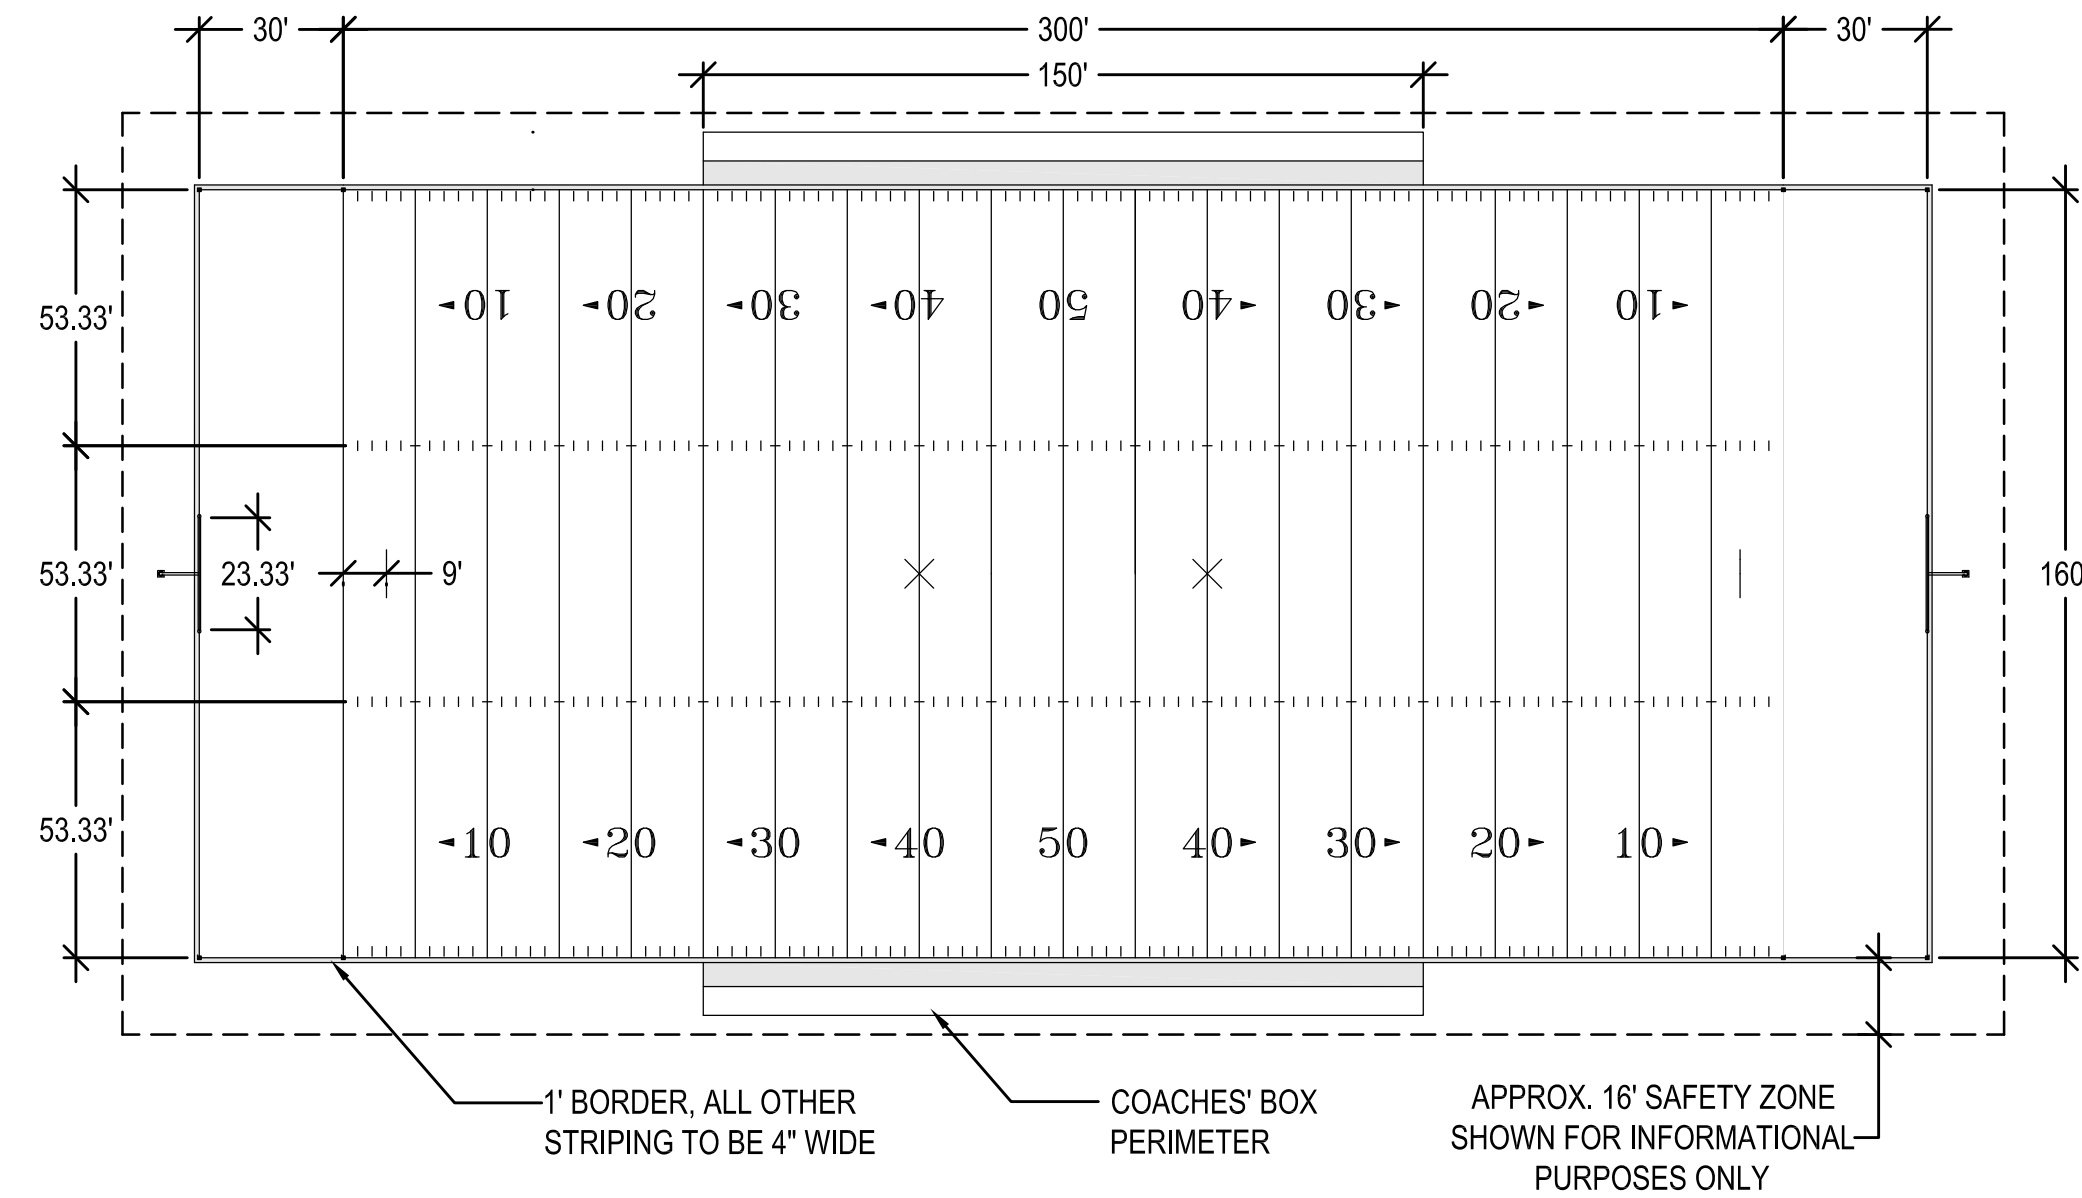 30' 300' 30'
150'
◄10 ◄20 ◄30 ◄40 50 40► 30► 20► 10►
53.33'
53.33' 23.33' 9' 160
53.33' ◄10 ◄20 ◄30 ◄40 50 40► 30► 20► 10►
1' BORDER, ALL OTHER
STRIPING TO BE 4" WIDE
COACHES' BOX
PERIMETER
APPROX. 16' SAFETY ZONE
SHOWN FOR INFORMATIONAL
PURPOSES ONLY